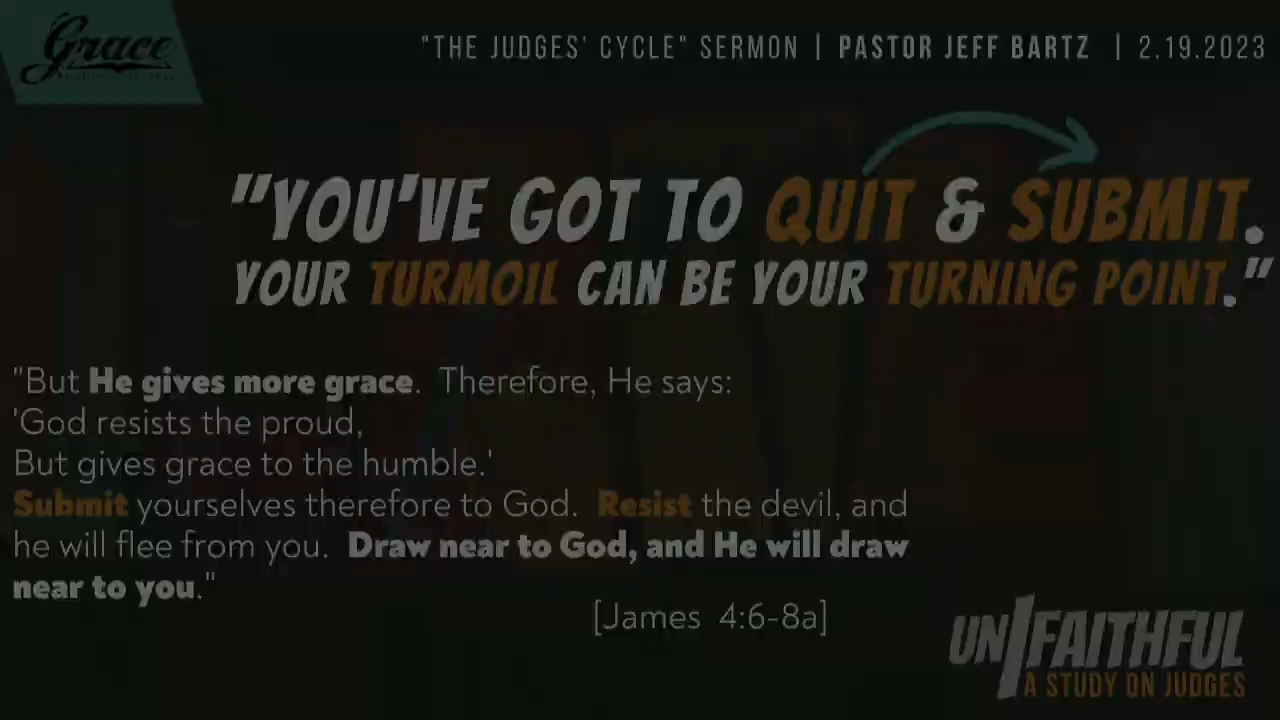 Grace
"THE JUDGES' CYCLE" SERMON | PASTOR JEFF BARTZ | 2.19.2023
"YOU'VE GOT TO QUIT & SUBMIT.
YOUR TURMOIL CAN BE YOUR TURNING POINT."
"But He gives more grace. Therefore, He says:
'God resists the proud,
But gives grace to the humble.'
Submit yourselves therefore to God. Resist the devil, and
he will flee from you. Draw near to God, and He will draw
near to you."
[James 4:6-8a]
UN/FAITHFUL
A STUDY ON JUDGES